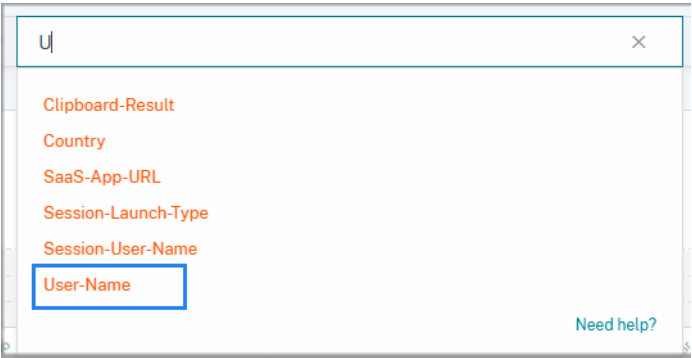 U
Clipboard-Result
Country
SaaS-App-URL
Session-Launch-Type
Session-User-Name
User-Name
Need help?